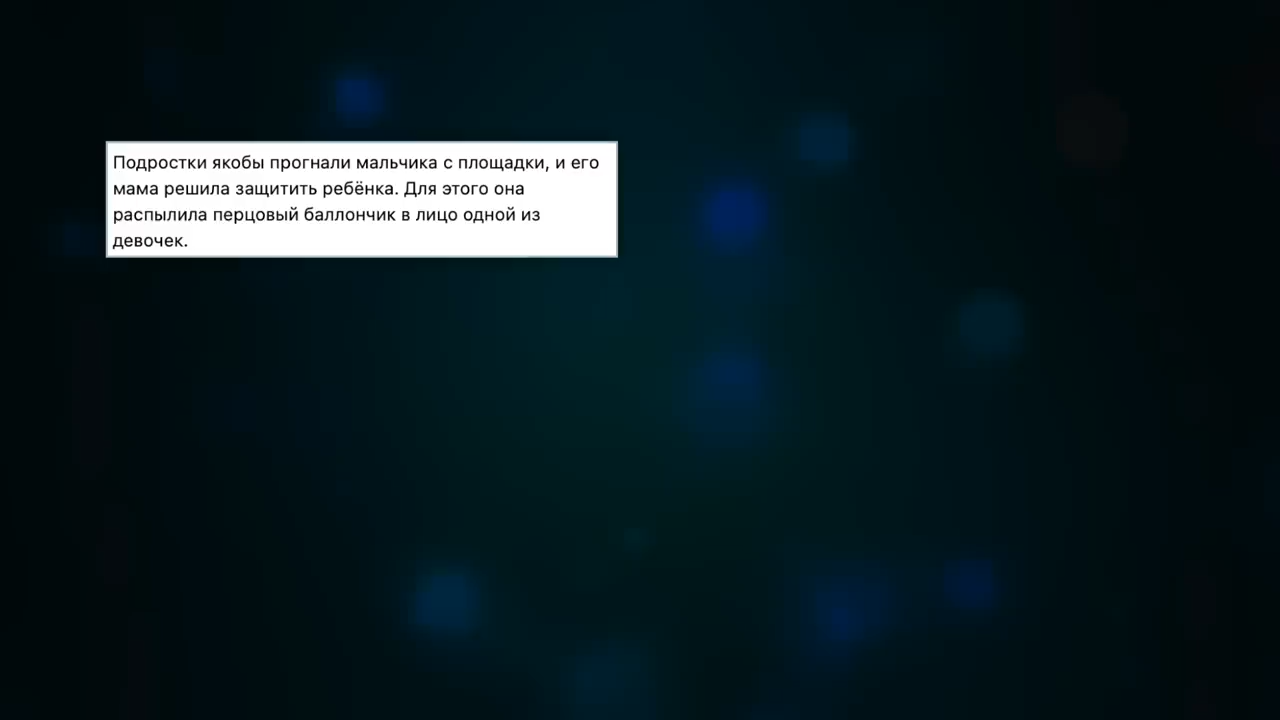 Подростки якобы прогнали мальчика с площадки, и его
мама решила защитить ребёнка. Для этого она
распылила перцовый баллончик в лицо одной из
девочек.